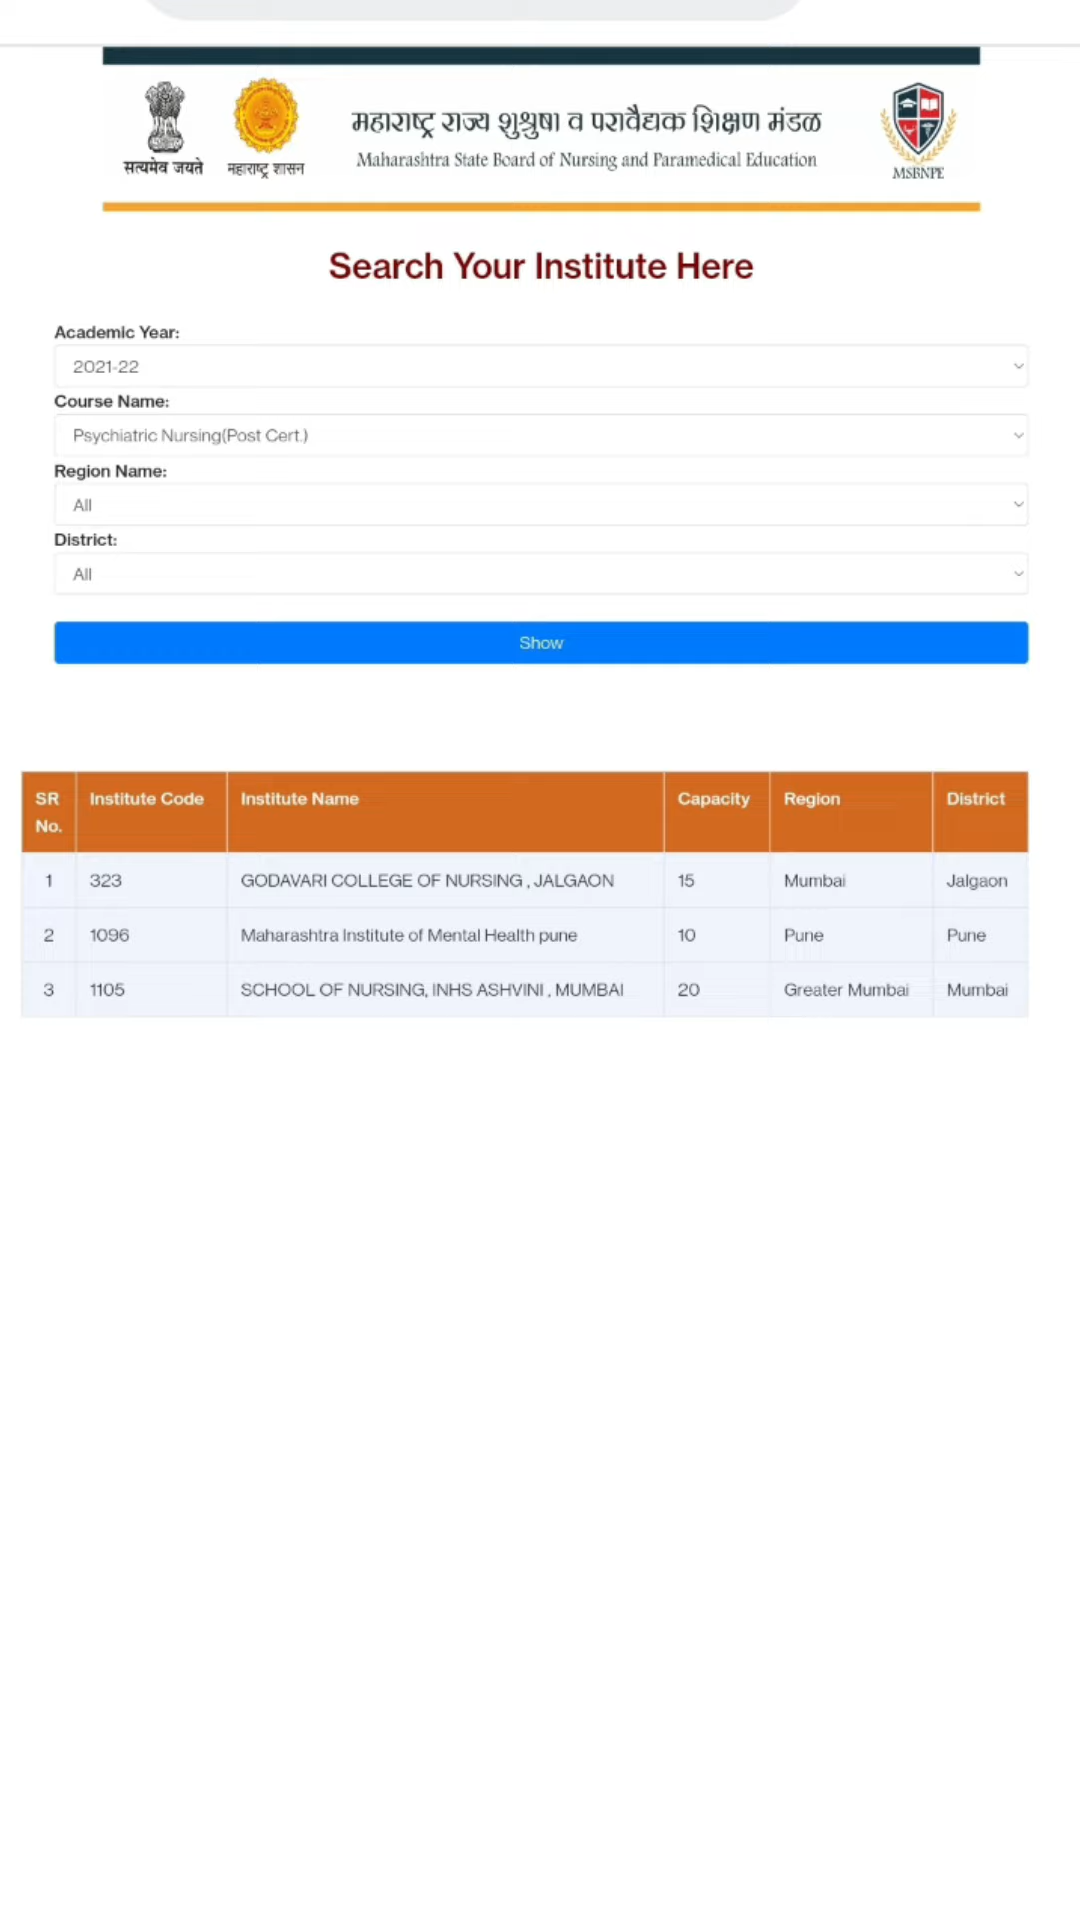 सत्यमेव जयते
महाराष्ट्र शासन
महाराष्ट्र राज्य शुश्रुषा व परावैद्यक शिक्षण मंडळ
Maharashtra State Board of Nursing and Paramedical Education
MSBNPE
Search Your Institute Here
Academic Year:
2021-22
Course Name:
Psychiatric Nursing(Post Cert.)
Region Name:
All
District:
All
Show
SR No. Institute Code Institute Name Capacity Region District
1 323 GODAVARI COLLEGE OF NURSING , JALGAON 15 Mumbai Jalgaon
2 1096 Maharashtra Institute of Mental Health pune 10 Pune Pune
3 1105 SCHOOL OF NURSING, INHS ASHVINI , MUMBAI 20 Greater Mumbai Mumbai